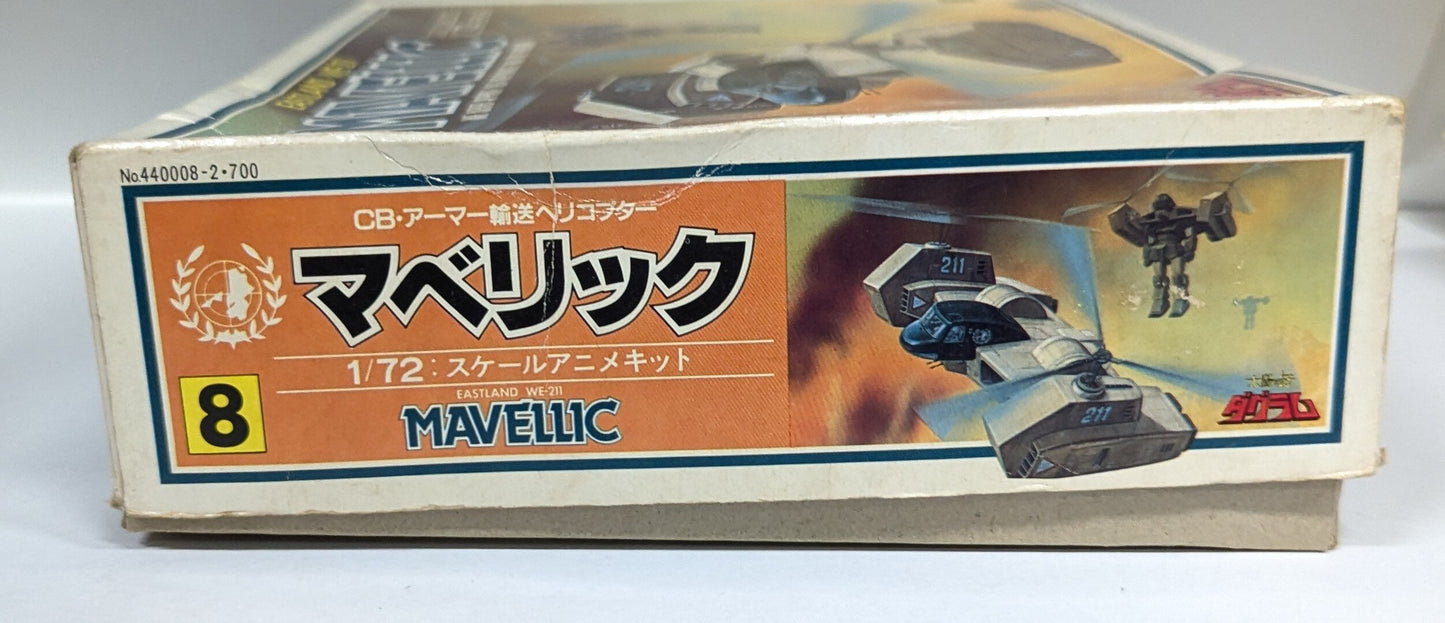 MAVELLIC
No.440008-2・700
CB・アーマー輸送ヘリコプター
マベリック
1/72:スケールアニメキット
EASTLAND WE-211
MAVELLIC
8
211
211
ダグラム